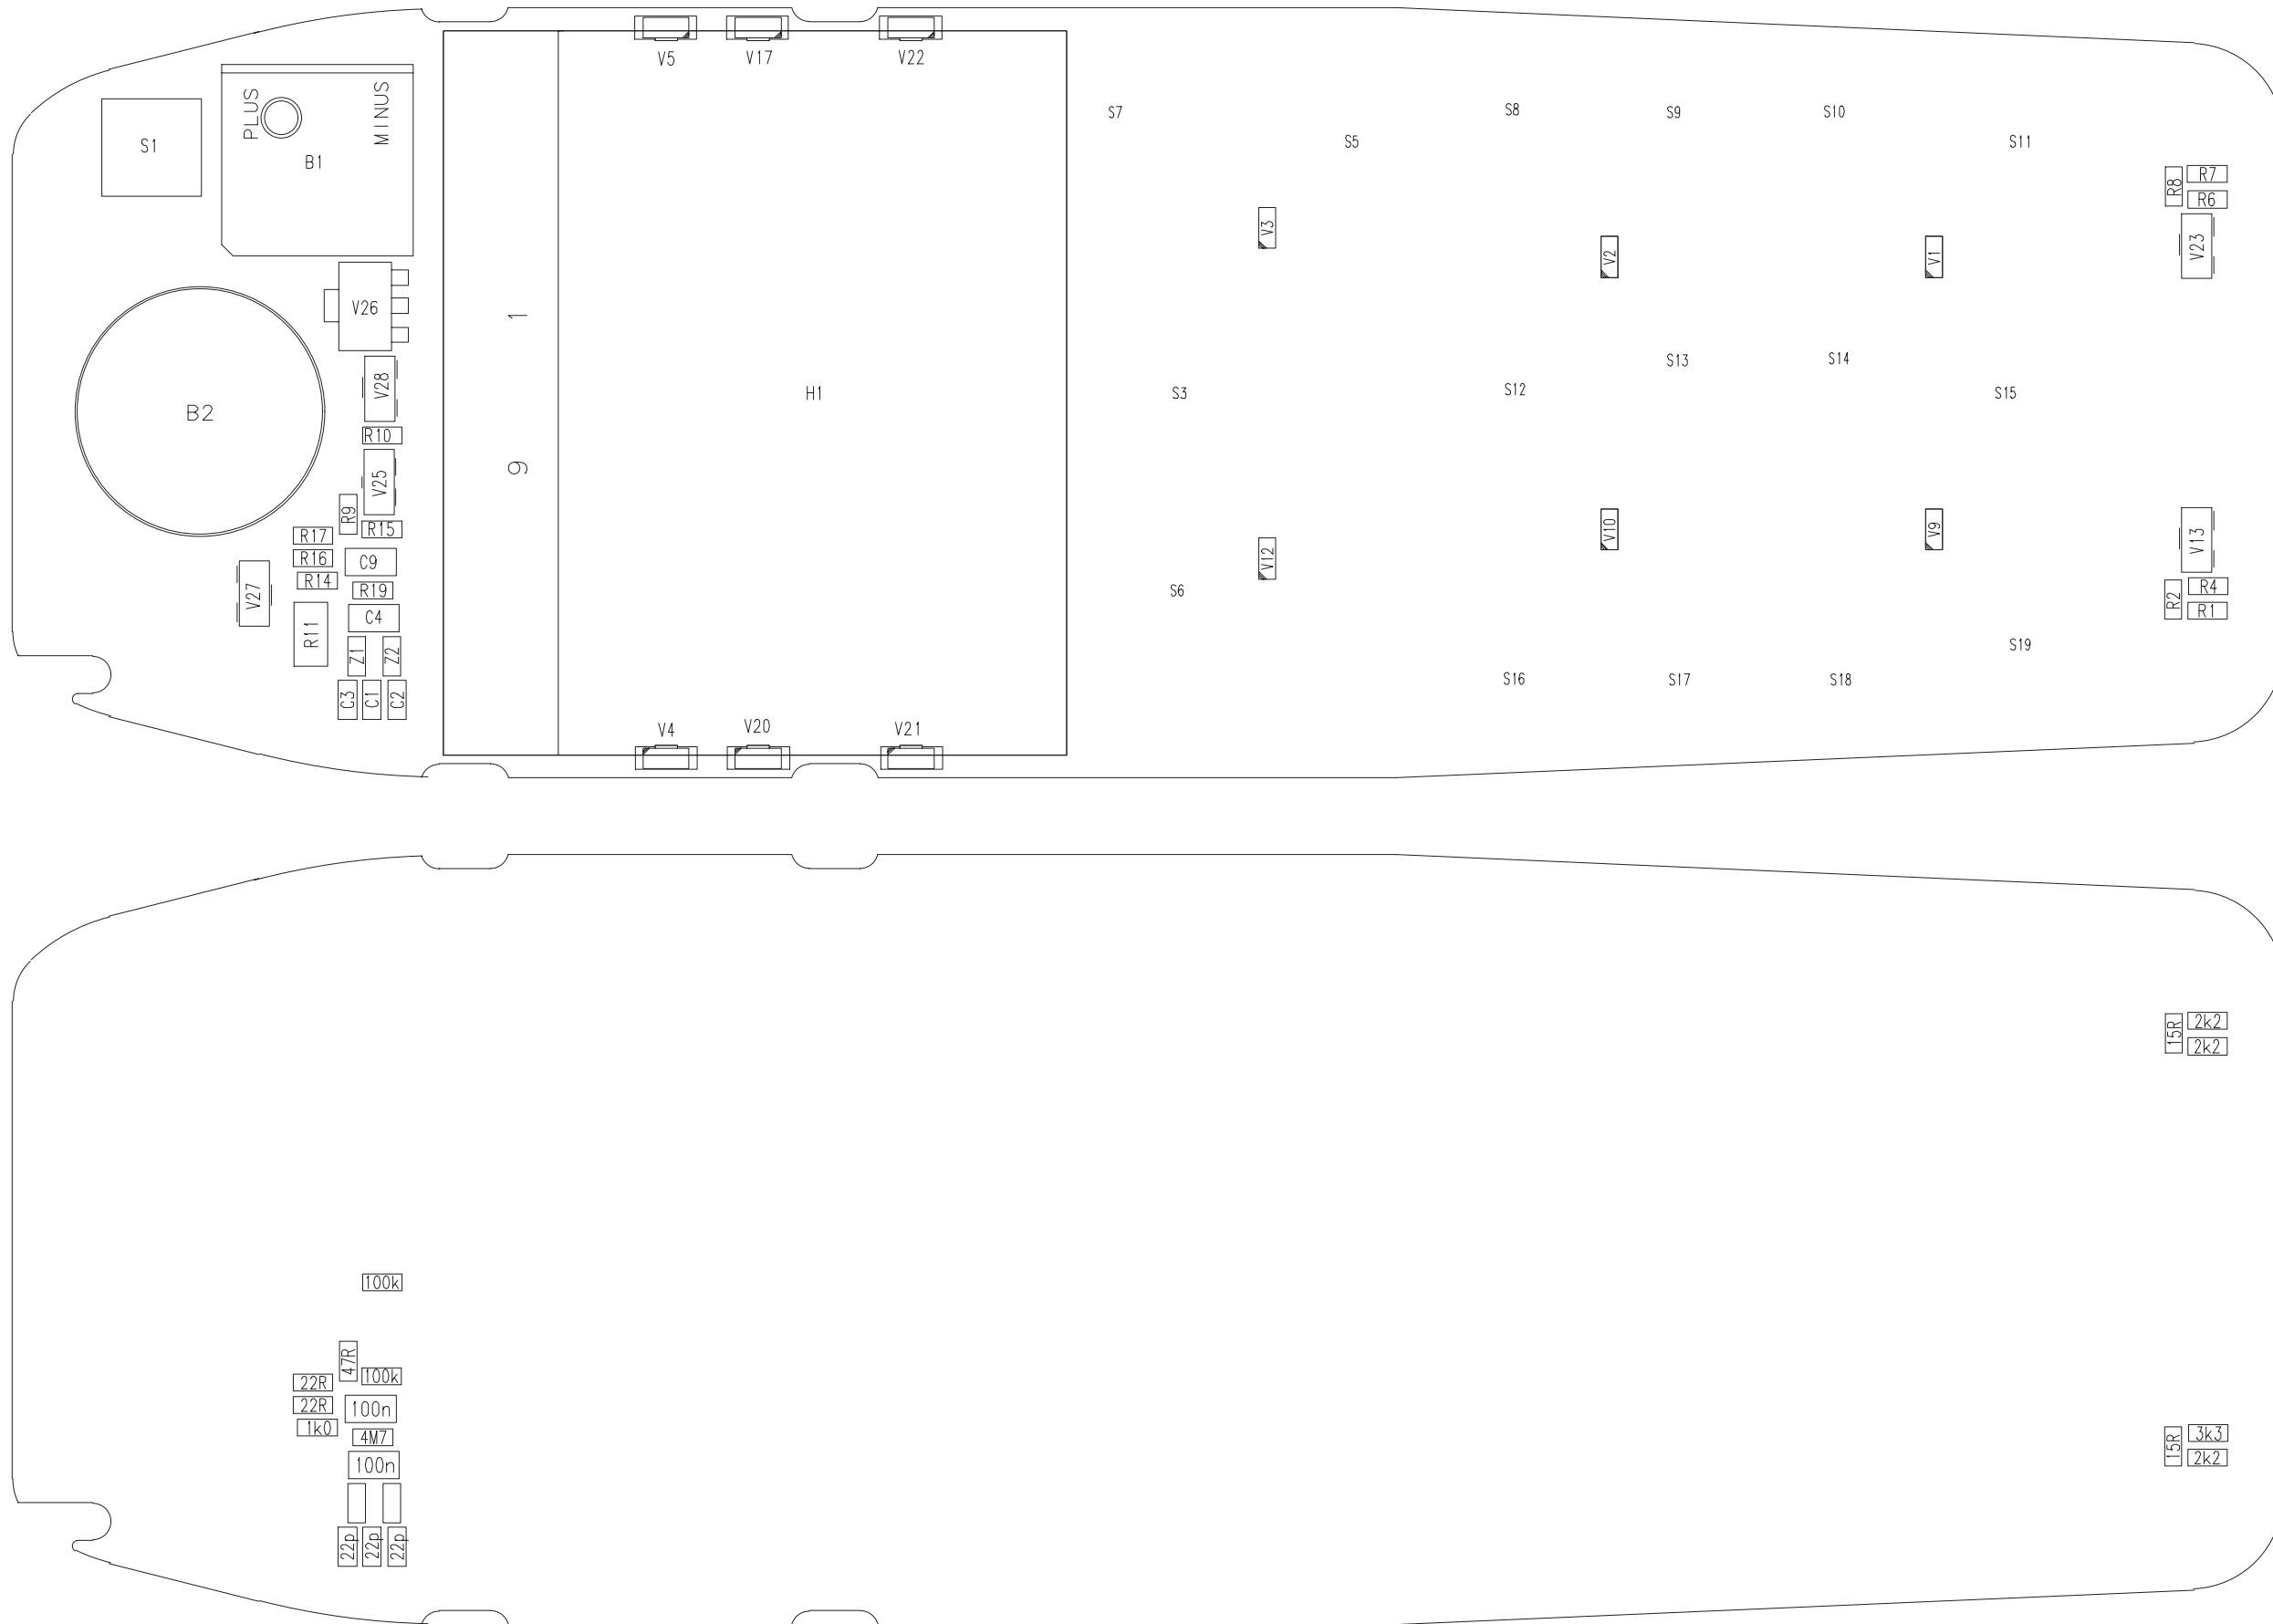 V5 V17 V22
PLUS MINUS
S7 S8 S9 S10
S1 B1 S5 S11
R8 R7
R6
V3 V2 V1 V23
V26 1
S13 S14
V28 B2 H1 S3 S12 S15
R10
9
V25
R9 R15 V10 V9 V13
R17
R16 C9 V12
R14 R19 S6 R2 R4
V27 C4 R1
R11 Z1 Z2 S19
C3 C1 C2 S16 S17 S18
V4 V20 V21
15R 2k2
2k2
100k
47R 100k
22R
22R 100n
1k0 4M7
100n 15R 3k3
2k2
22p 22p 22p